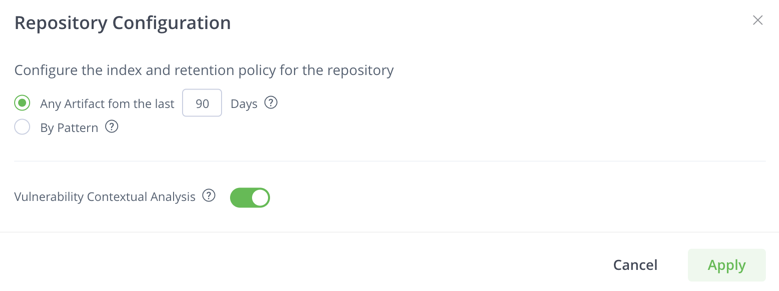 Repository Configuration
Configure the index and retention policy for the repository
Any Artifact fom the last 90 Days ?
By Pattern ?
Vulnerability Contextual Analysis ?
Cancel Apply